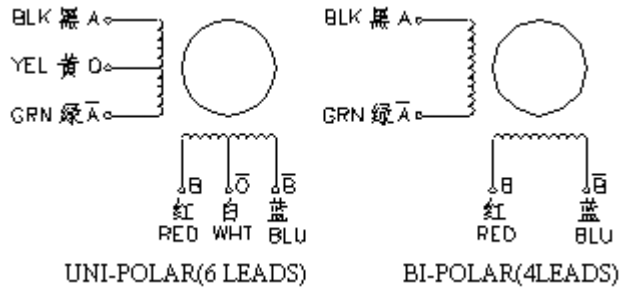 BLK 黑 A
YEL 黄 O
GRN 绿 A̅
B O̅ B̅
红 白 蓝
RED WHT BLU
UNI-POLAR(6 LEADS)
BLK 黑 A
GRN 绿 A̅
B B̅
红 蓝
RED BLU
BI-POLAR(4LEADS)